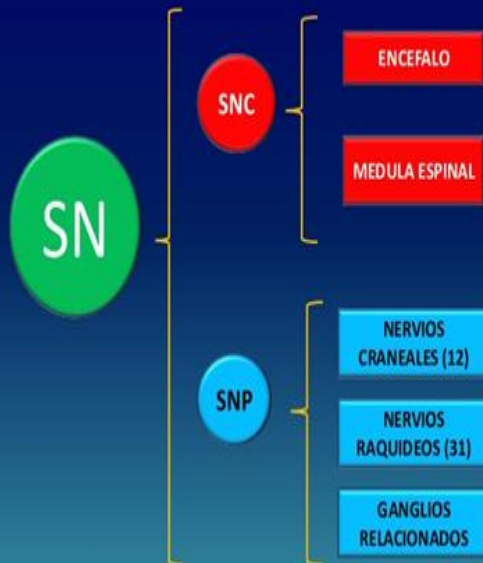 SN
SNC
ENCEFALO
MEDULA ESPINAL
SNP
NERVIOS
CRANEALES (12)
NERVIOS
RAQUIDEOS (31)
GANGLIOS
RELACIONADOS